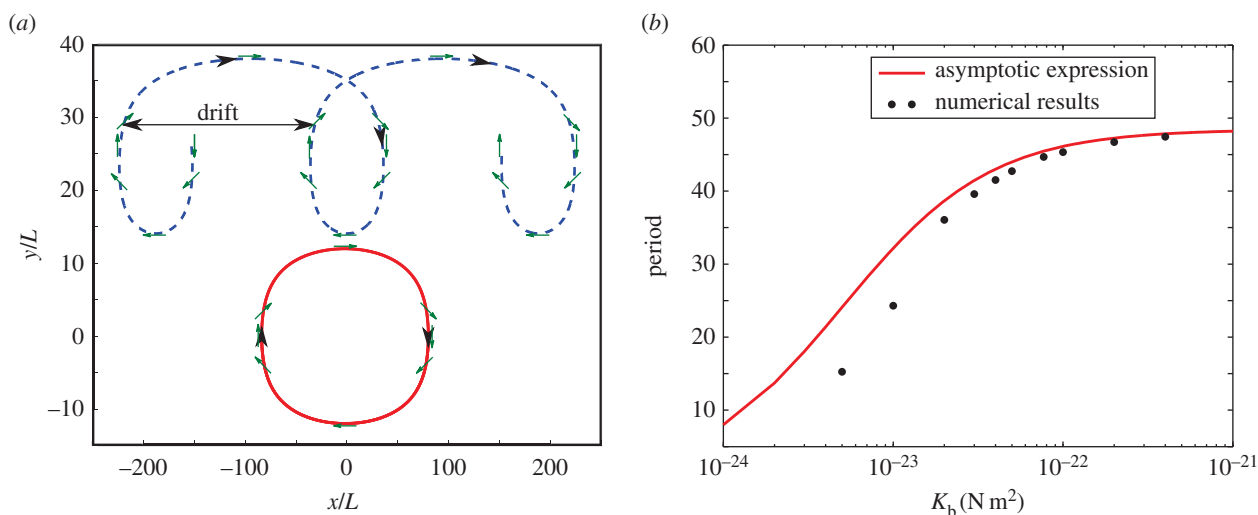 (a)
40
30
20
10
0
−10
y/L
drift
−200 −100 0 100 200
x/L
(b)
60
50
40
30
20
10
period
asymptotic expression
numerical results
10⁻²⁴ 10⁻²³ 10⁻²² 10⁻²¹
K_b (N m²)